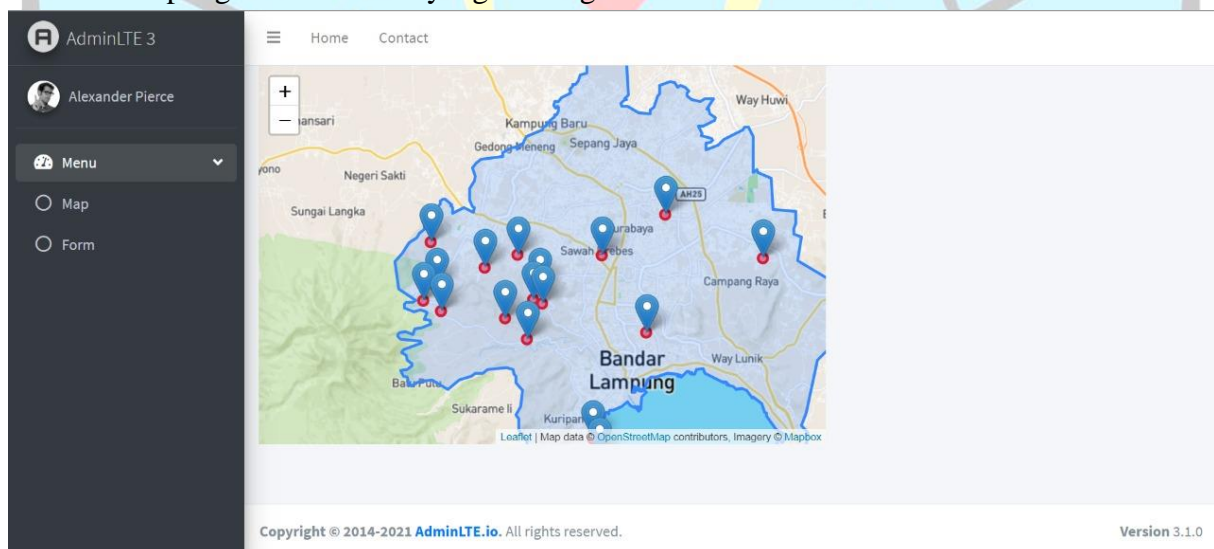 AdminLTE 3
Home Contact
Alexander Pierce
Menu
Map
Form
+
−
Way Huwi
Kampung Baru
Gedong Meneng
Sepang Jaya
Negeri Sakti
AH25
Sungai Langka
Sawah
Campang Raya
Bandar
Lampung
Way Lunik
Sukarame Ii
Leaflet | Map data © OpenStreetMap contributors, Imagery © Mapbox
Copyright © 2014-2021 AdminLTE.io. All rights reserved.
Version 3.1.0